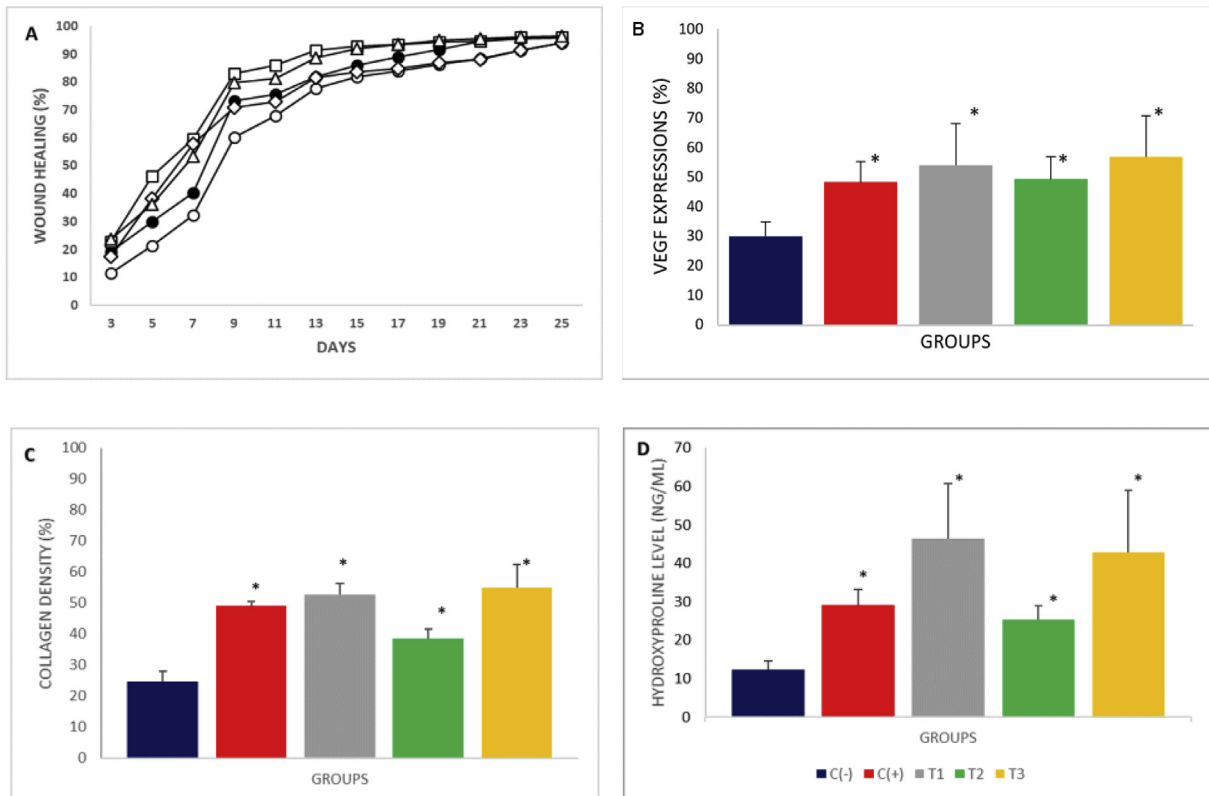 A
WOUND HEALING (%)
100
90
80
70
60
50
40
30
20
10
0
3 5 7 9 11 13 15 17 19 21 23 25
DAYS
B
VEGF EXPRESSIONS (%)
100
90
80
70
60
50
40
30
20
10
0
* * * *
GROUPS
C
COLLAGEN DENSITY (%)
100
90
80
70
60
50
40
30
20
10
0
* * * *
GROUPS
D
HYDROXYPROLINE LEVEL (NG/ML)
70
60
50
40
30
20
10
0
* * * *
GROUPS
C(-) C(+) T1 T2 T3